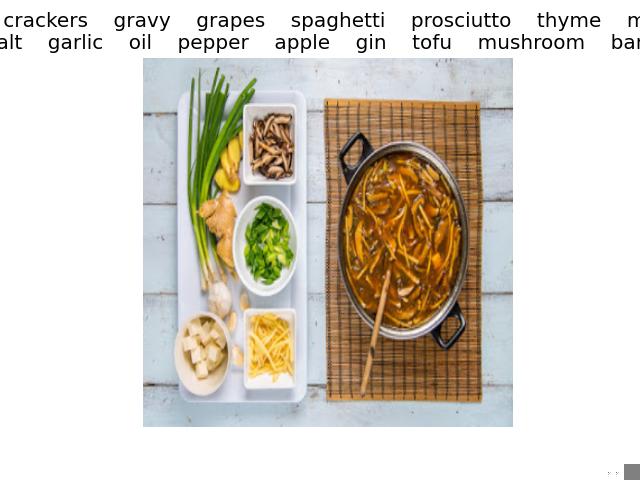 crackers gravy grapes spaghetti prosciutto thyme
garlic oil pepper apple gin tofu mushroom